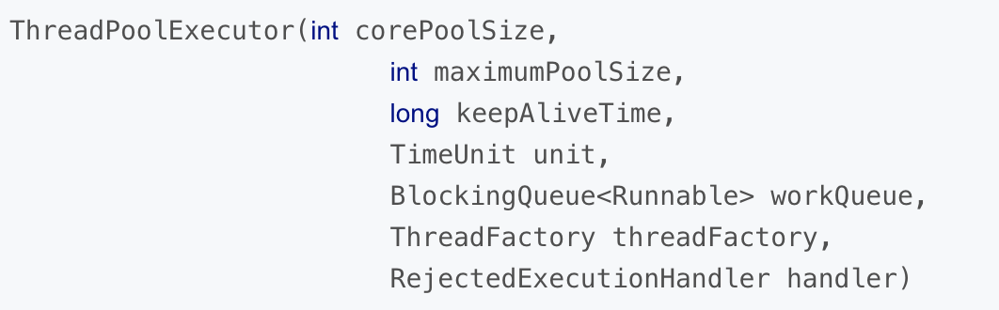 ThreadPoolExecutor(int corePoolSize,
int maximumPoolSize,
long keepAliveTime,
TimeUnit unit,
BlockingQueue<Runnable> workQueue,
ThreadFactory threadFactory,
RejectedExecutionHandler handler)